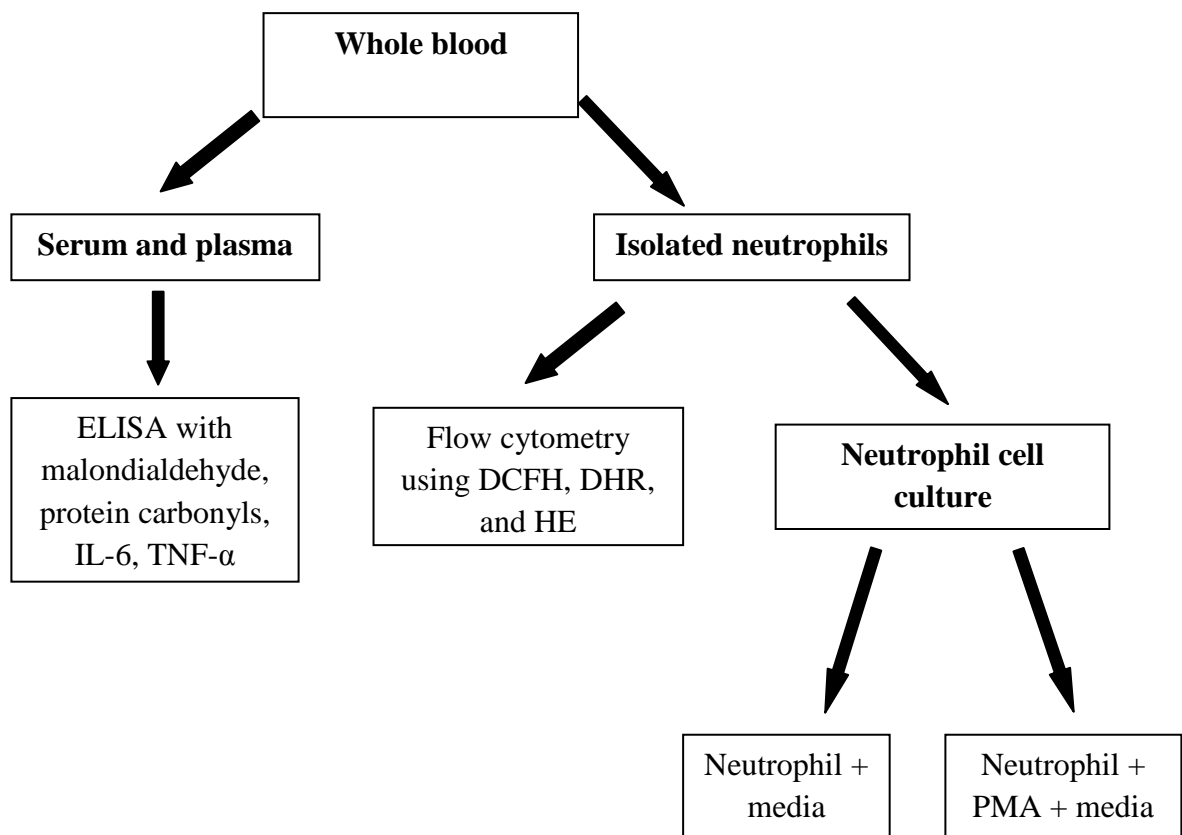 Whole blood
Serum and plasma
Isolated neutrophils
ELISA with
malondialdehyde,
protein carbonyls,
IL-6, TNF-α
Flow cytometry
using DCFH, DHR,
and HE
Neutrophil cell
culture
Neutrophil +
media
Neutrophil +
PMA + media